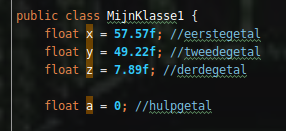 public class MijnKlasse1 {
float x = 57.57f; //eerstegetal
float y = 49.22f; //tweedegetal
float z = 7.89f; //derdegetal
float a = 0; //hulpgetal